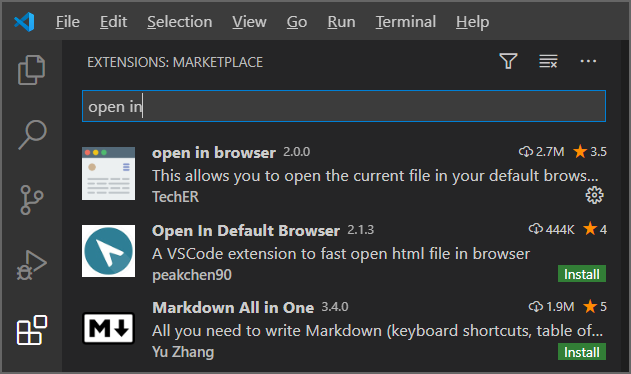 File Edit Selection View Go Run Terminal Help
EXTENSIONS: MARKETPLACE
open in
open in browser 2.0.0 2.7M 3.5
This allows you to open the current file in your default brows...
TechER
Open In Default Browser 2.1.3 444K 4
A VSCode extension to fast open html file in browser
peakchen90 Install
Markdown All in One 3.4.0 1.9M 5
All you need to write Markdown (keyboard shortcuts, table of...
Yu Zhang Install